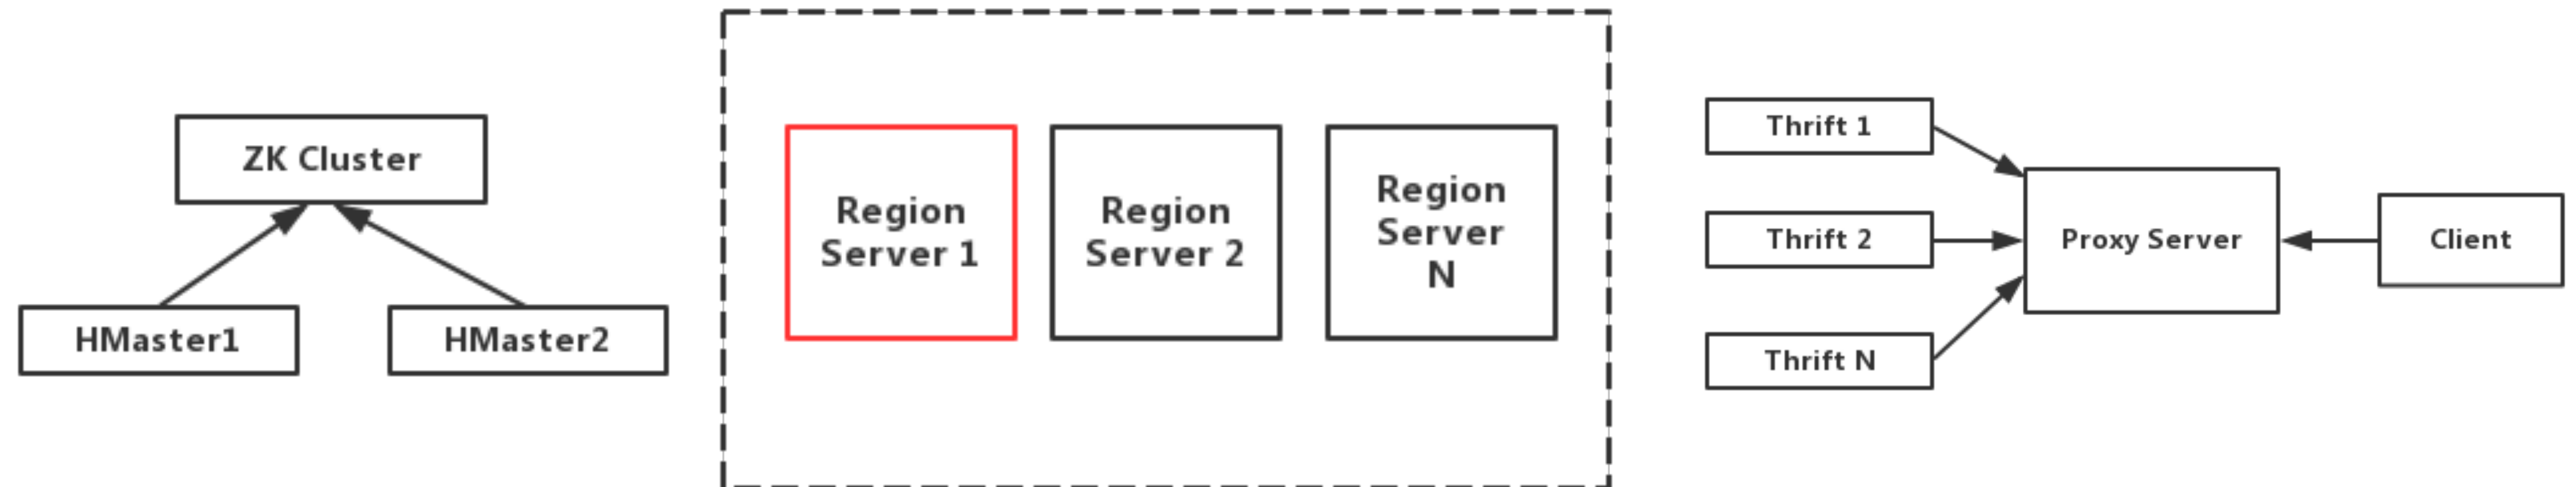 ZK Cluster
HMaster1
HMaster2
Region
Server 1
Region
Server 2
Region
Server
N
Thrift 1
Thrift 2
Thrift N
Proxy Server
Client